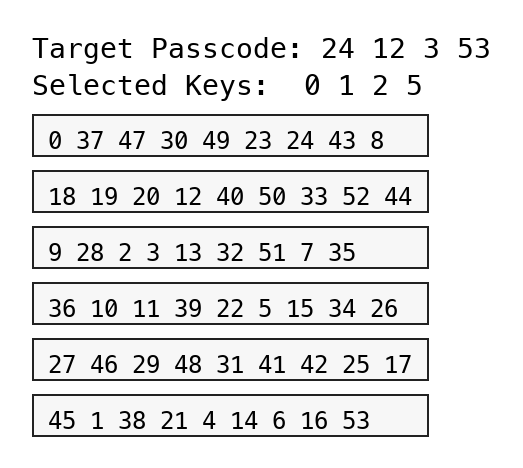 Target Passcode: 24 12 3 53
Selected Keys: 0 1 2 5
0 37 47 30 49 23 24 43 8
18 19 20 12 40 50 33 52 44
9 28 2 3 13 32 51 7 35
36 10 11 39 22 5 15 34 26
27 46 29 48 31 41 42 25 17
45 1 38 21 4 14 6 16 53